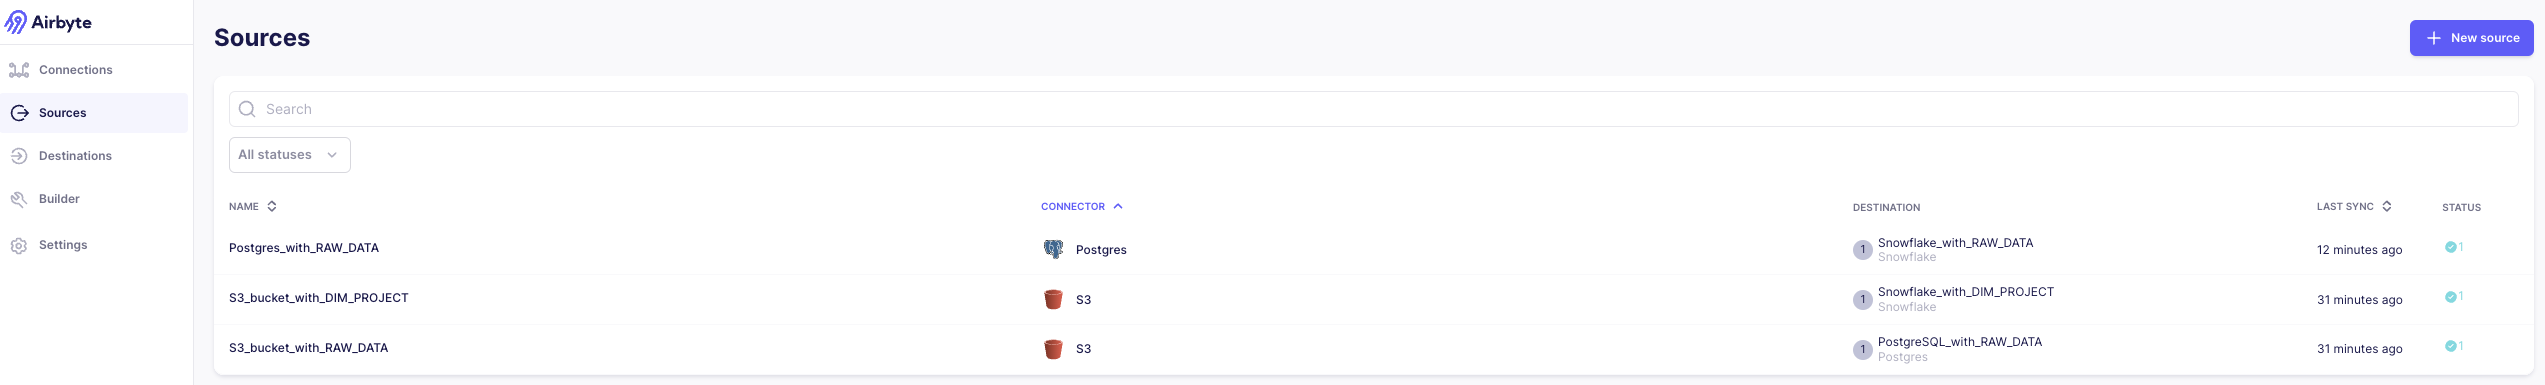 Airbyte
Connections
Sources
Destinations
Builder
Settings
Sources
New source
Search
All statuses
NAME CONNECTOR DESTINATION LAST SYNC STATUS
Postgres_with_RAW_DATA Postgres 1 Snowflake_with_RAW_DATA 12 minutes ago 1
Snowflake
S3_bucket_with_DIM_PROJECT S3 1 Snowflake_with_DIM_PROJECT 31 minutes ago 1
Snowflake
S3_bucket_with_RAW_DATA S3 1 PostgreSQL_with_RAW_DATA 31 minutes ago 1
Postgres